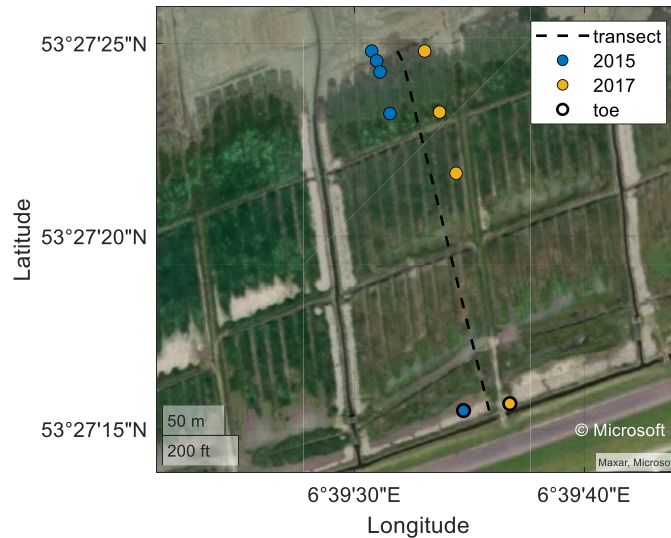 transect
2015
2017
toe
53°27'25"N
53°27'20"N
53°27'15"N
Latitude
50 m
200 ft
© Microsoft
Maxar, Microso
6°39'30"E
6°39'40"E
Longitude